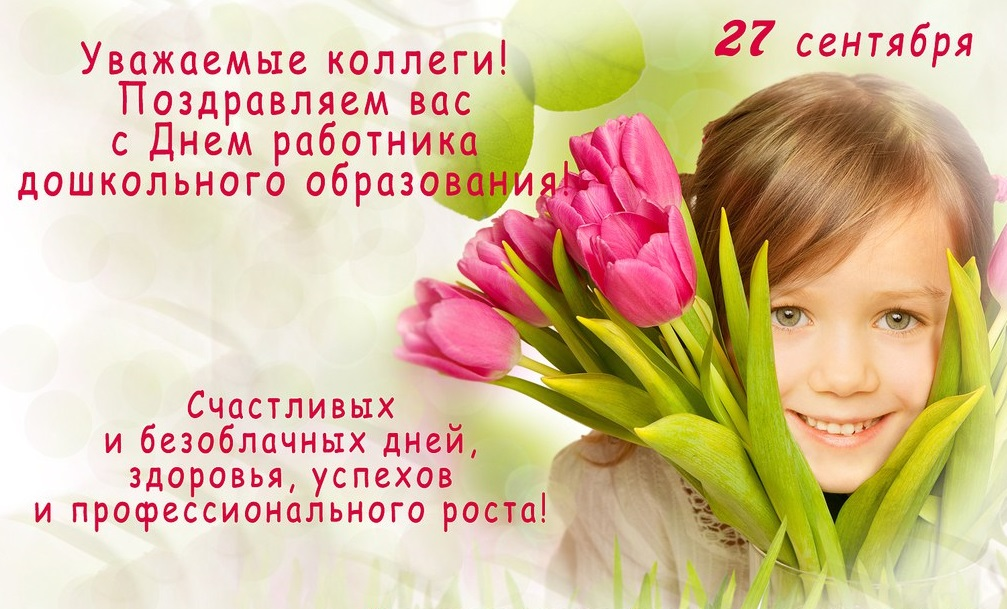 27 сентября
Уважаемые коллеги!
Поздравляем вас
с Днем работника
дошкольного образования!
Счастливых
и безоблачных дней,
здоровья, успехов
и профессионального роста!